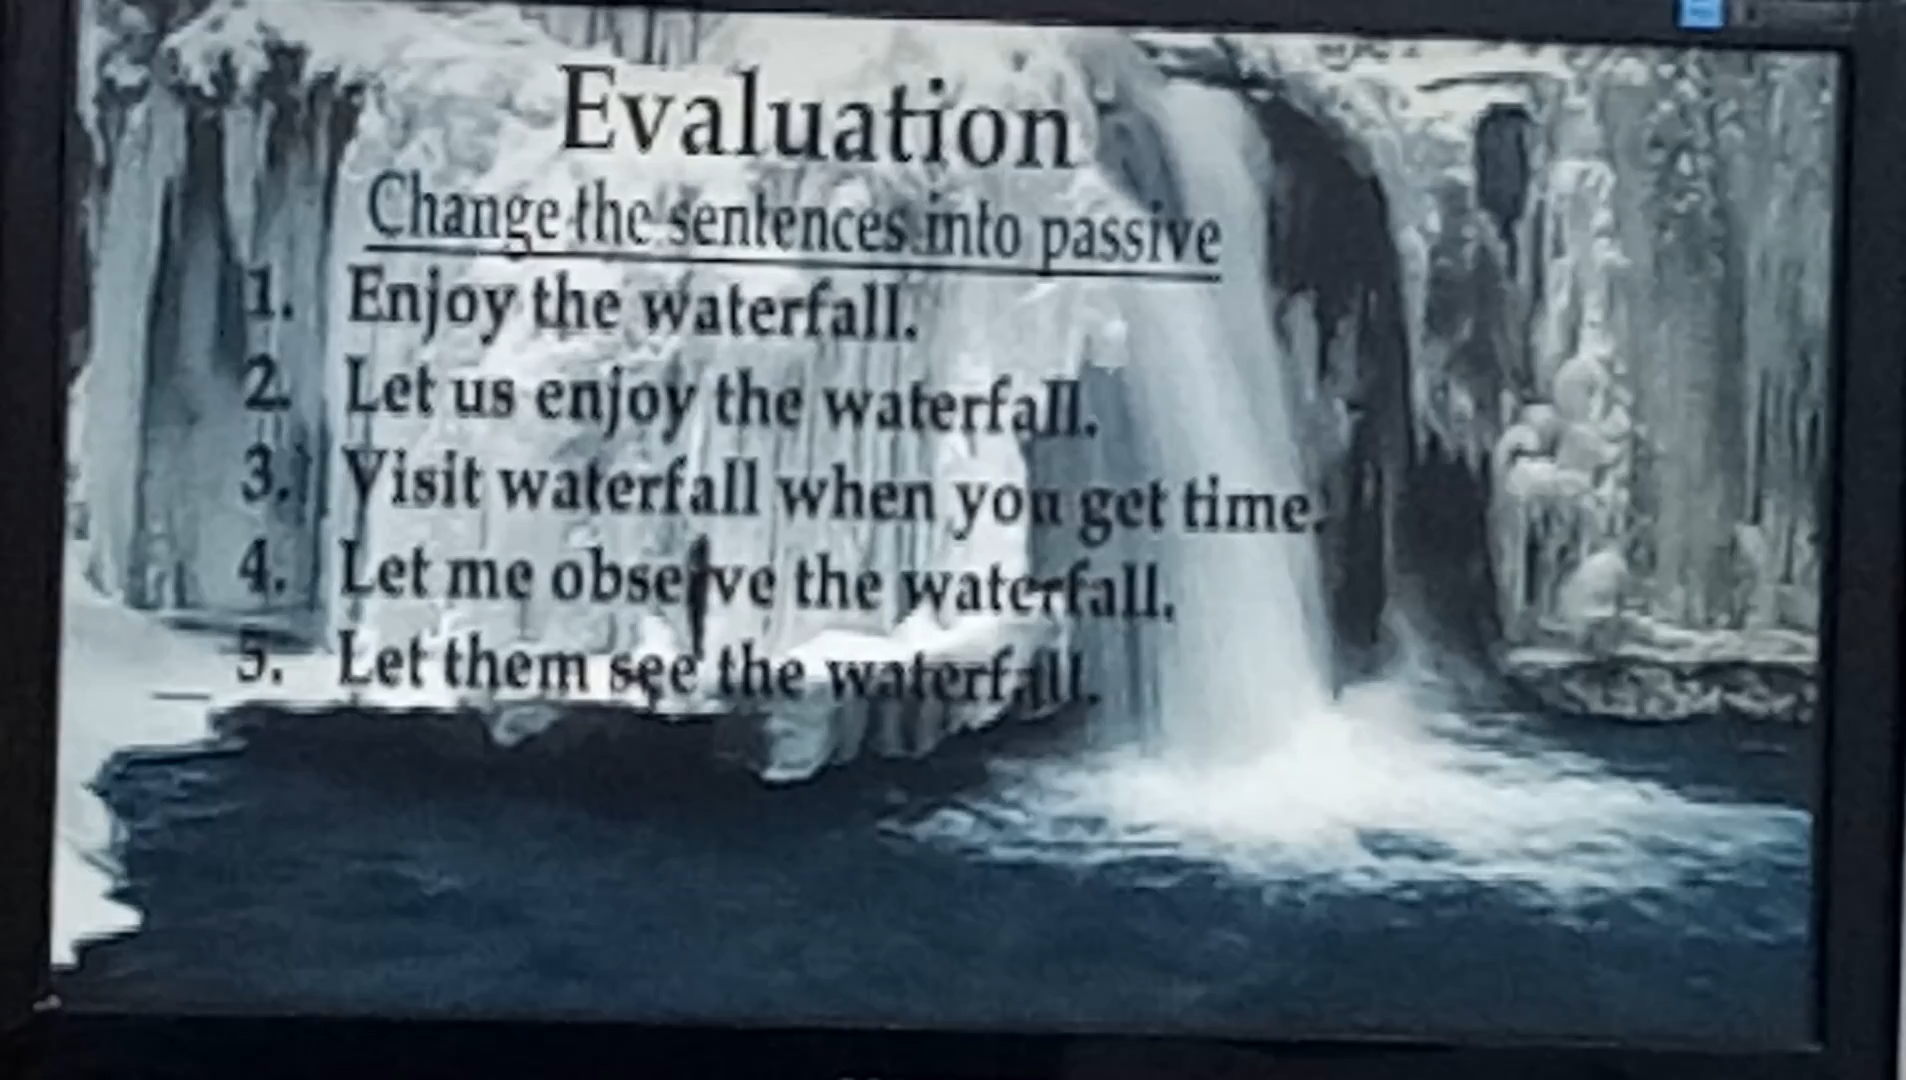 Evaluation
Change the sentences into passive
1. Enjoy the waterfall.
2. Let us enjoy the waterfall.
3. Visit waterfall when you get time.
4. Let me observe the waterfall.
5. Let them see the waterfall.